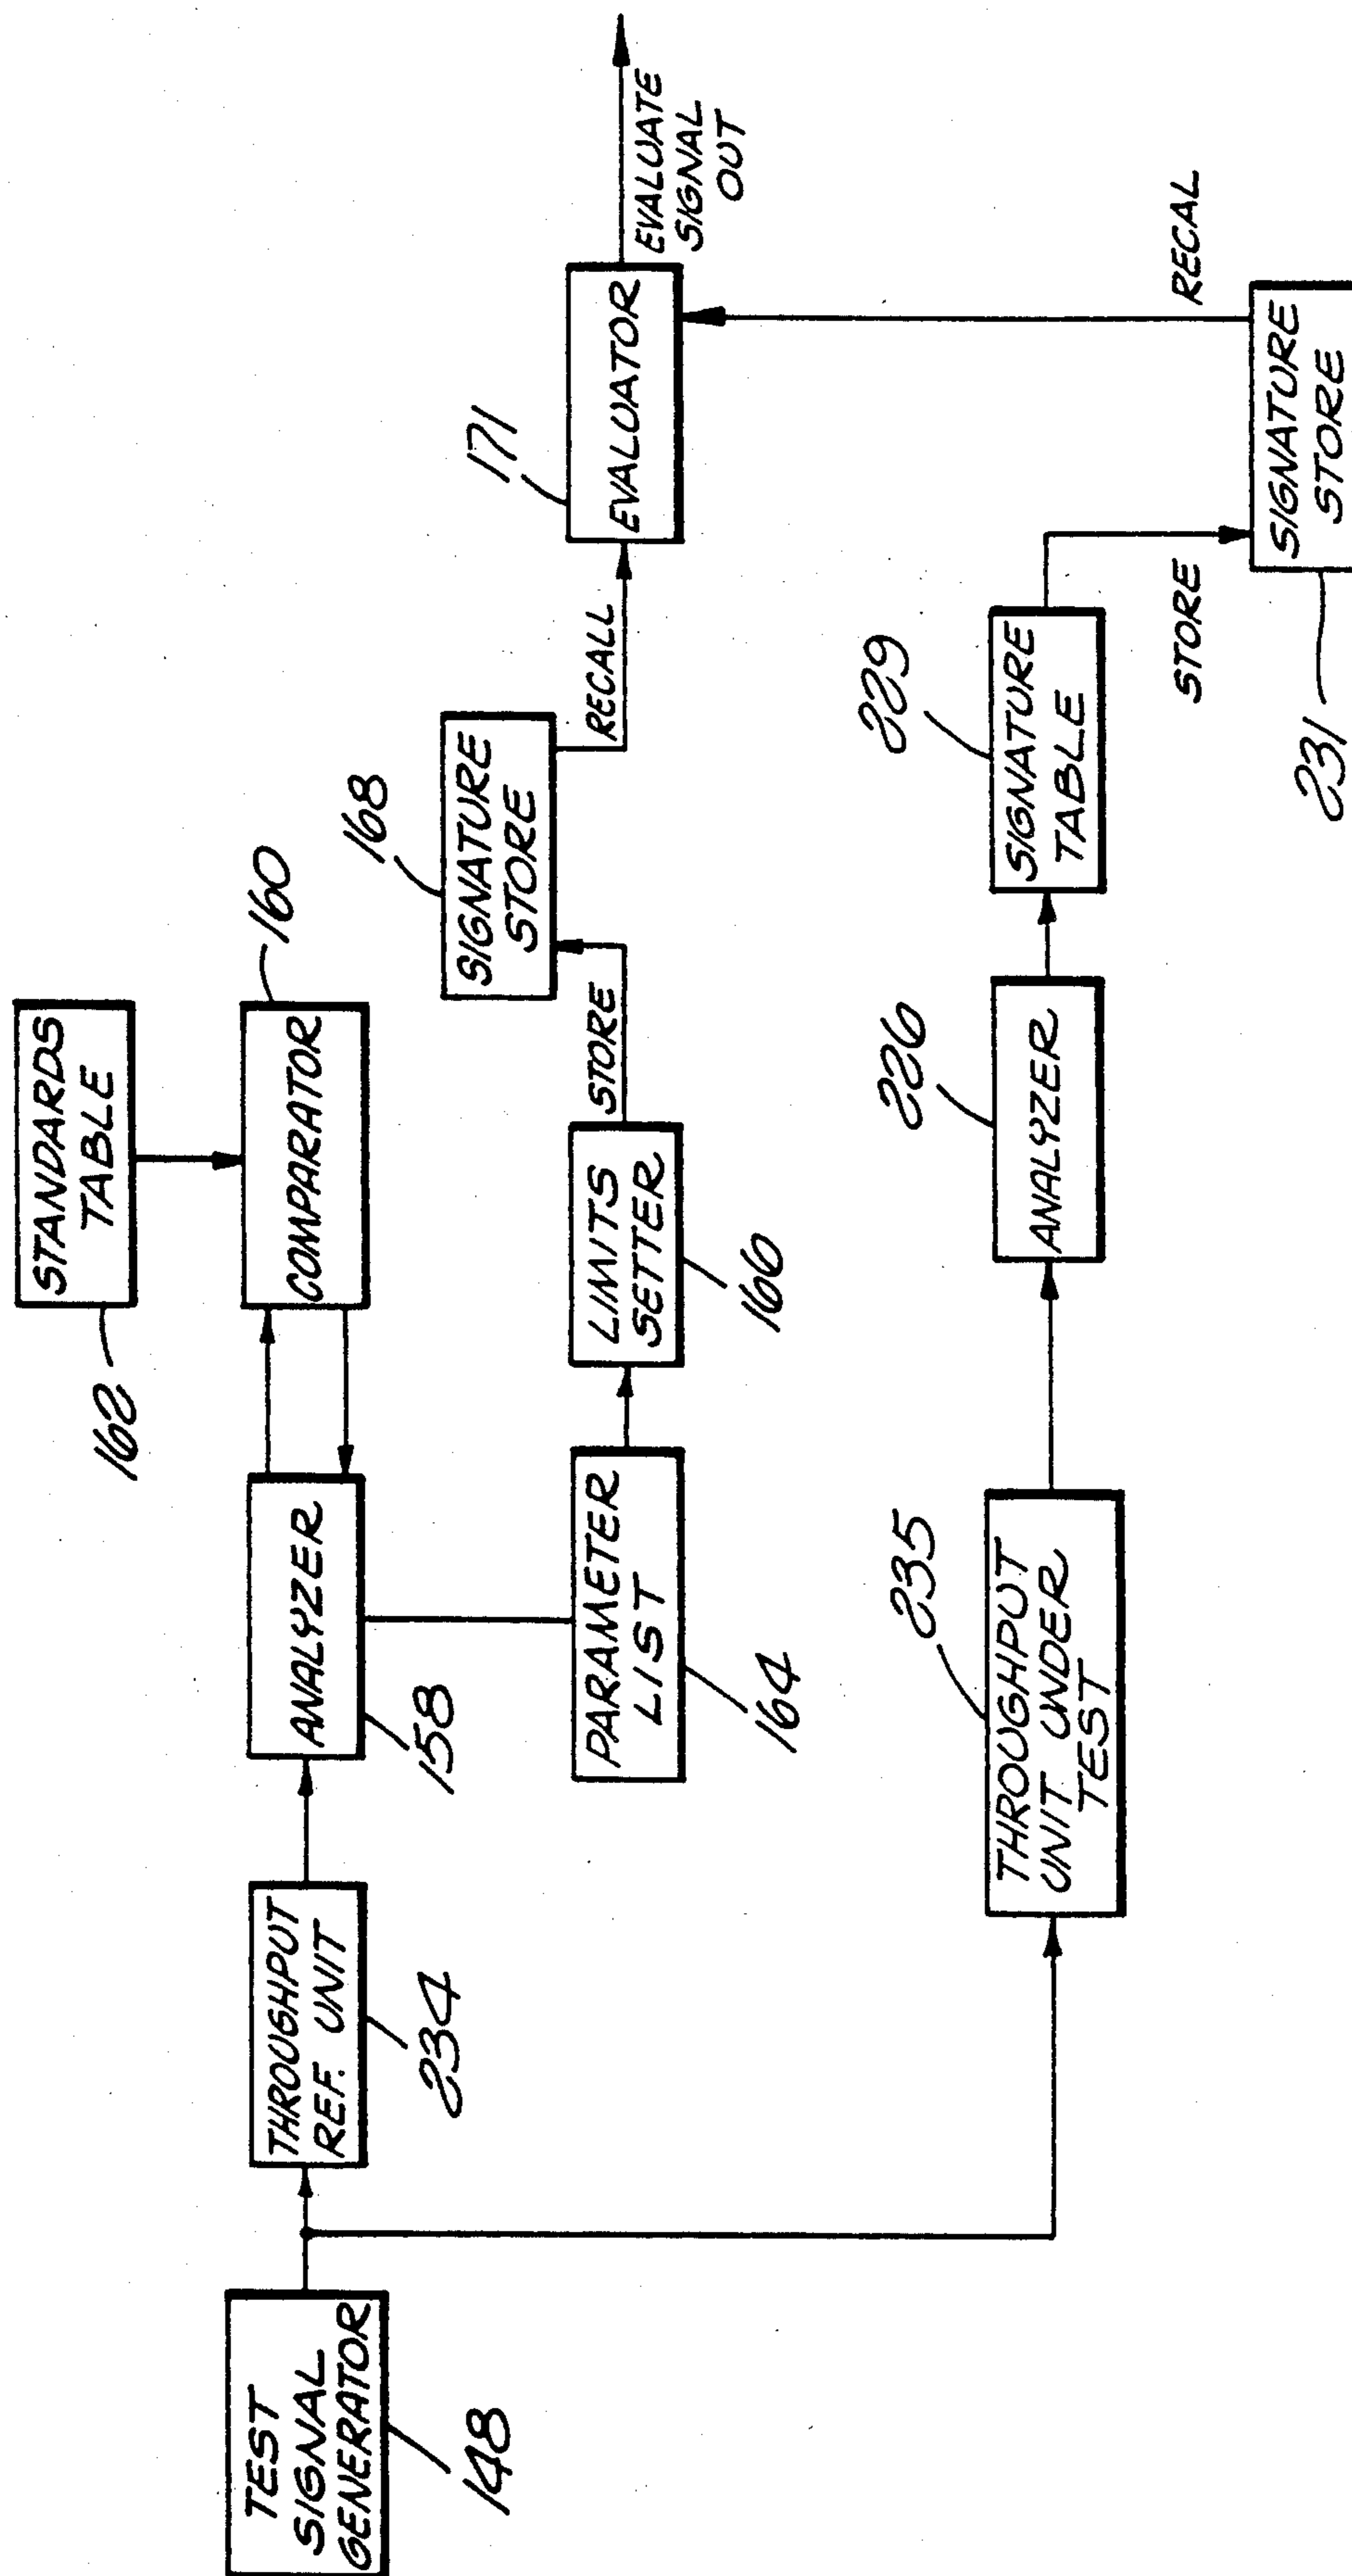 STANDARDS
TABLE
162
COMPARATOR
160
TEST
SIGNAL
GENERATOR
148
THROUGHPUT
REF. UNIT
234
ANALYZER
158
PARAMETER
LIST
164
LIMITS
SETTER
166
STORE
SIGNATURE
STORE
168
RECALL
EVALUATOR
171
EVALUATE
SIGNAL
OUT
THROUGHPUT
UNIT UNDER
TEST
235
ANALYZER
226
SIGNATURE
TABLE
229
STORE
SIGNATURE
STORE
231
RECAL